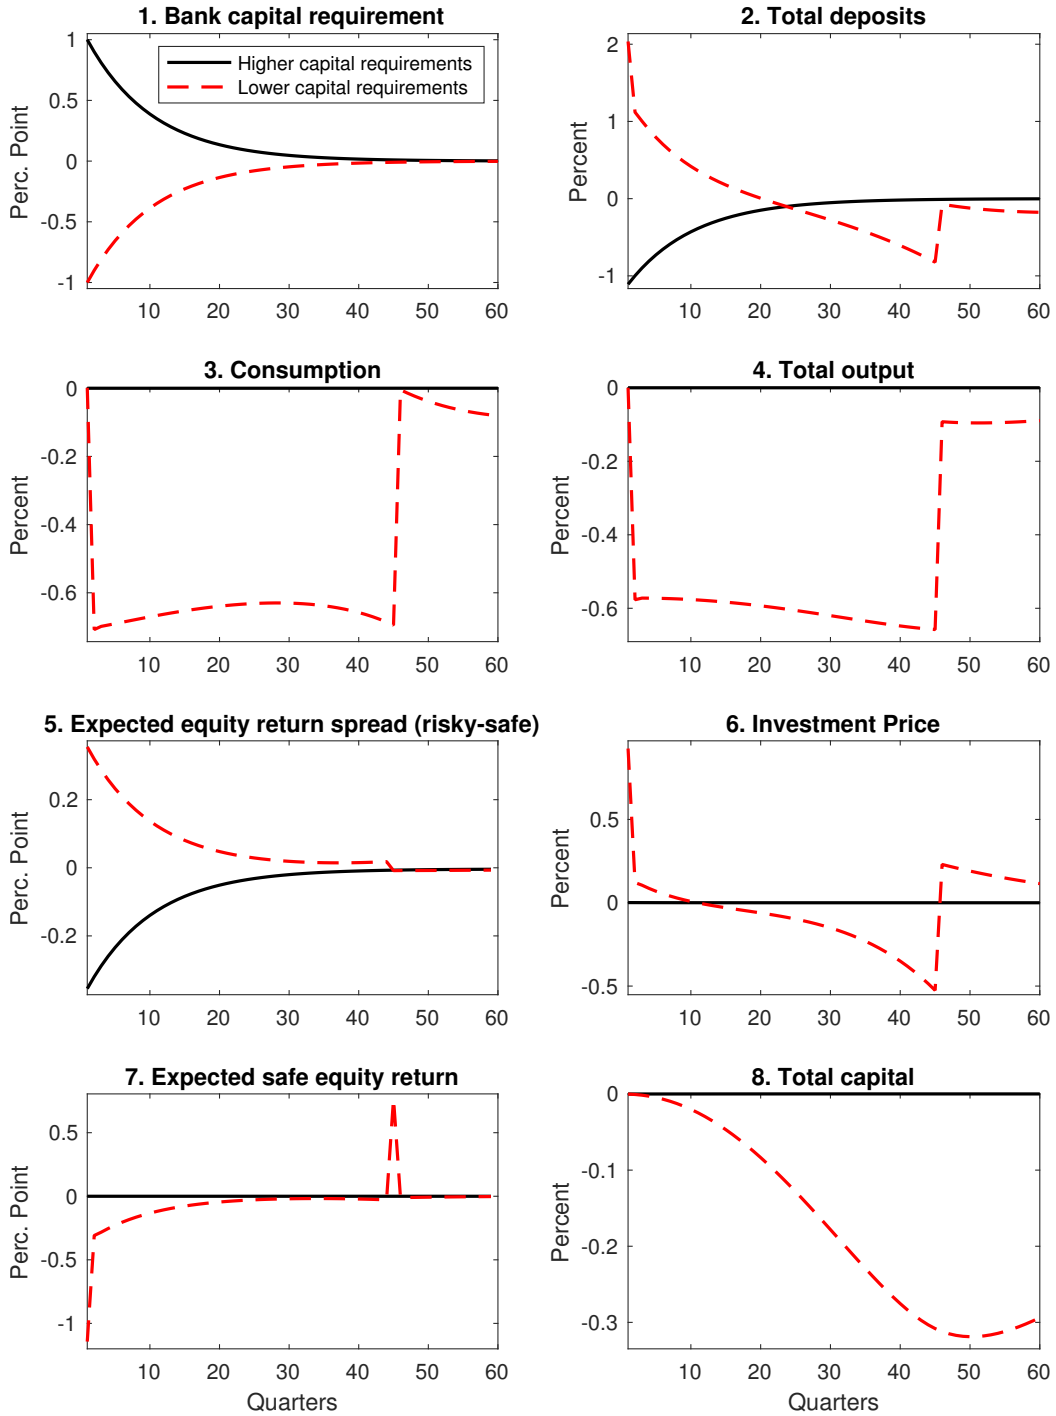 1. Bank capital requirement
Perc. Point
1
0.5
0
-0.5
-1
10 20 30 40 50 60
Higher capital requirements
Lower capital requirements
2. Total deposits
Percent
2
1
0
-1
10 20 30 40 50 60
3. Consumption
Percent
0
-0.2
-0.4
-0.6
10 20 30 40 50 60
4. Total output
Percent
0
-0.2
-0.4
-0.6
10 20 30 40 50 60
5. Expected equity return spread (risky-safe)
Perc. Point
0.2
0
-0.2
10 20 30 40 50 60
6. Investment Price
Percent
0.5
0
-0.5
10 20 30 40 50 60
7. Expected safe equity return
Perc. Point
0.5
0
-0.5
-1
10 20 30 40 50 60
Quarters
8. Total capital
Percent
0
-0.1
-0.2
-0.3
10 20 30 40 50 60
Quarters